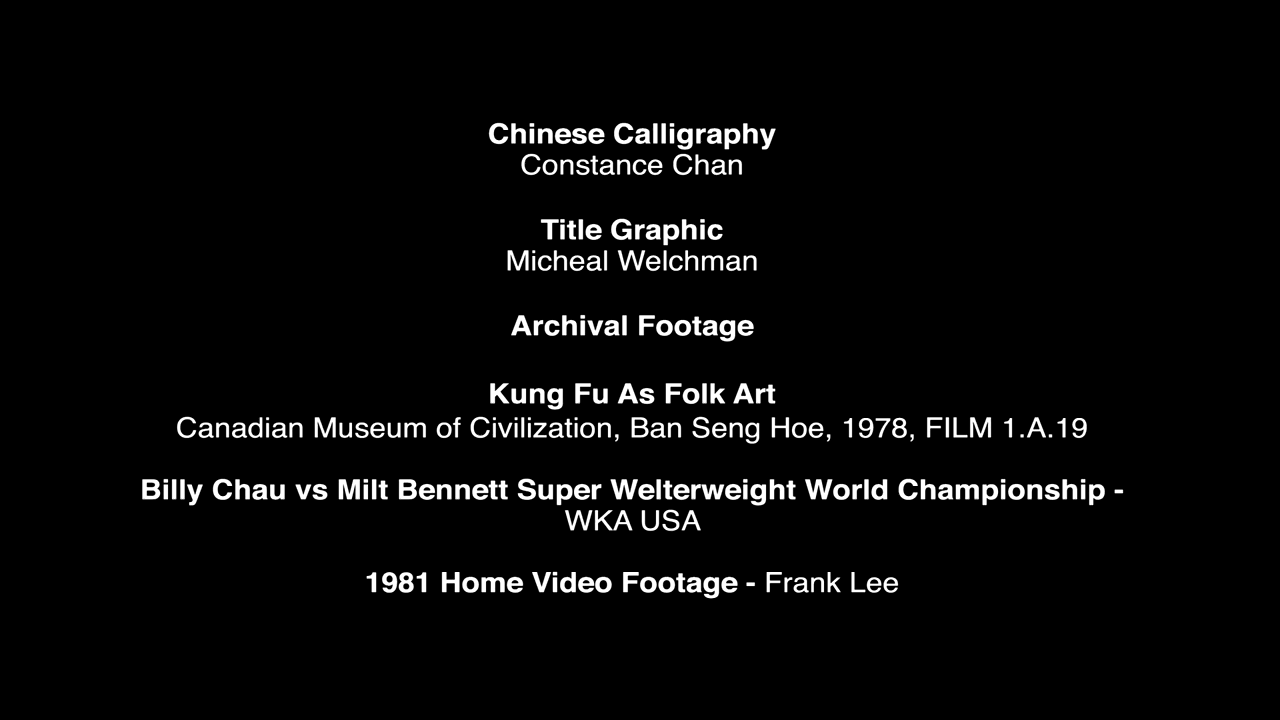 Chinese Calligraphy
Constance Chan
Title Graphic
Micheal Welchman
Archival Footage
Kung Fu As Folk Art
Canadian Museum of Civilization, Ban Seng Hoe, 1978, FILM 1.A.19
Billy Chau vs Milt Bennett Super Welterweight World Championship -
WKA USA
1981 Home Video Footage - Frank Lee